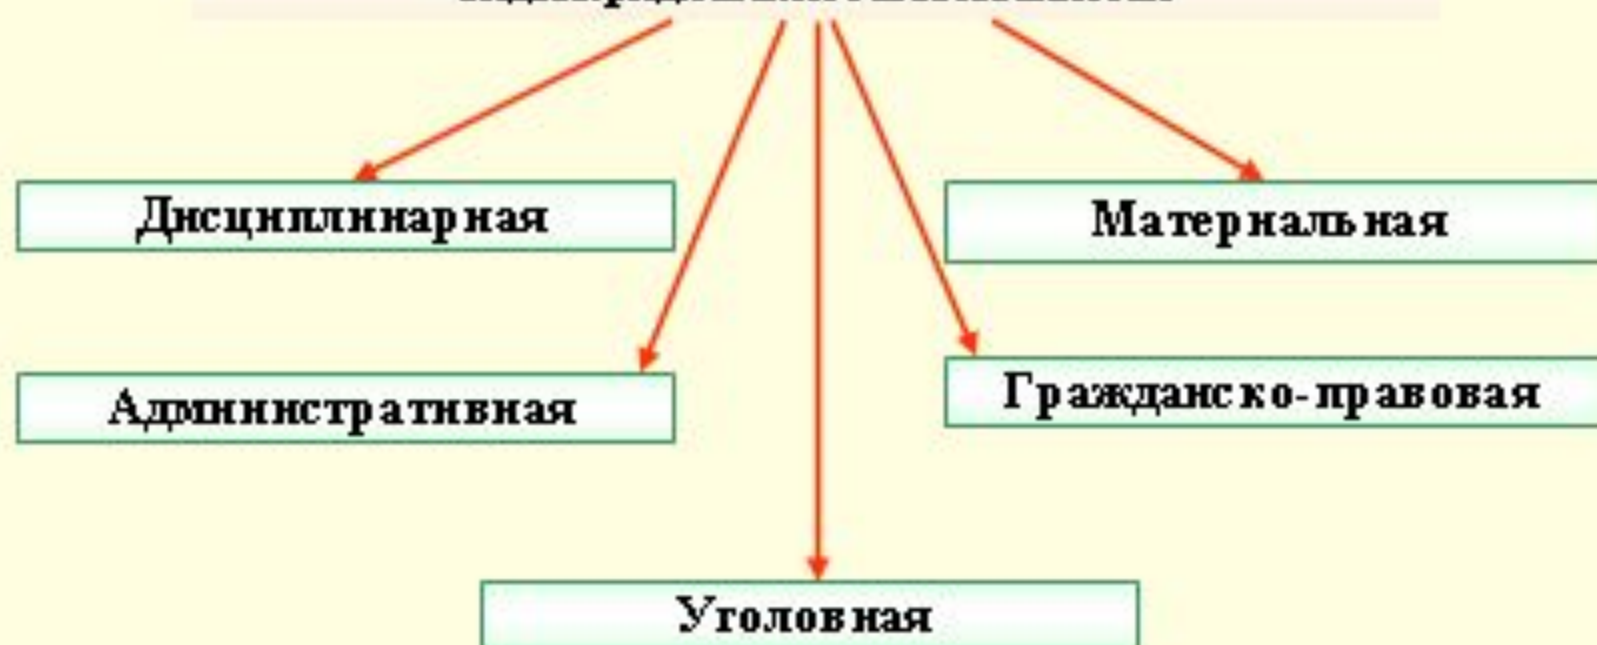 Дисциплинарная
Материальная
Административная
Гражданско-правовая
Уголовная